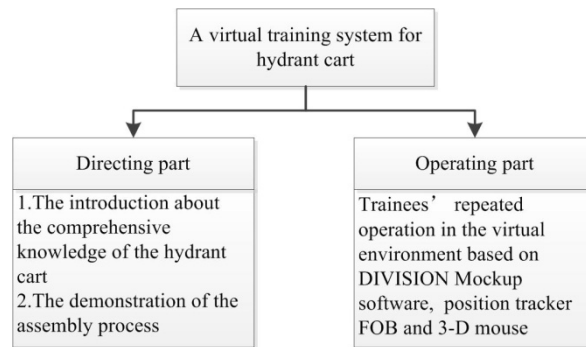 A virtual training system for
hydrant cart
Directing part
1.The introduction about
the comprehensive
knowledge of the hydrant
cart
2.The demonstration of the
assembly process
Operating part
Trainees’ repeated
operation in the virtual
environment based on
DIVISION Mockup
software, position tracker
FOB and 3-D mouse